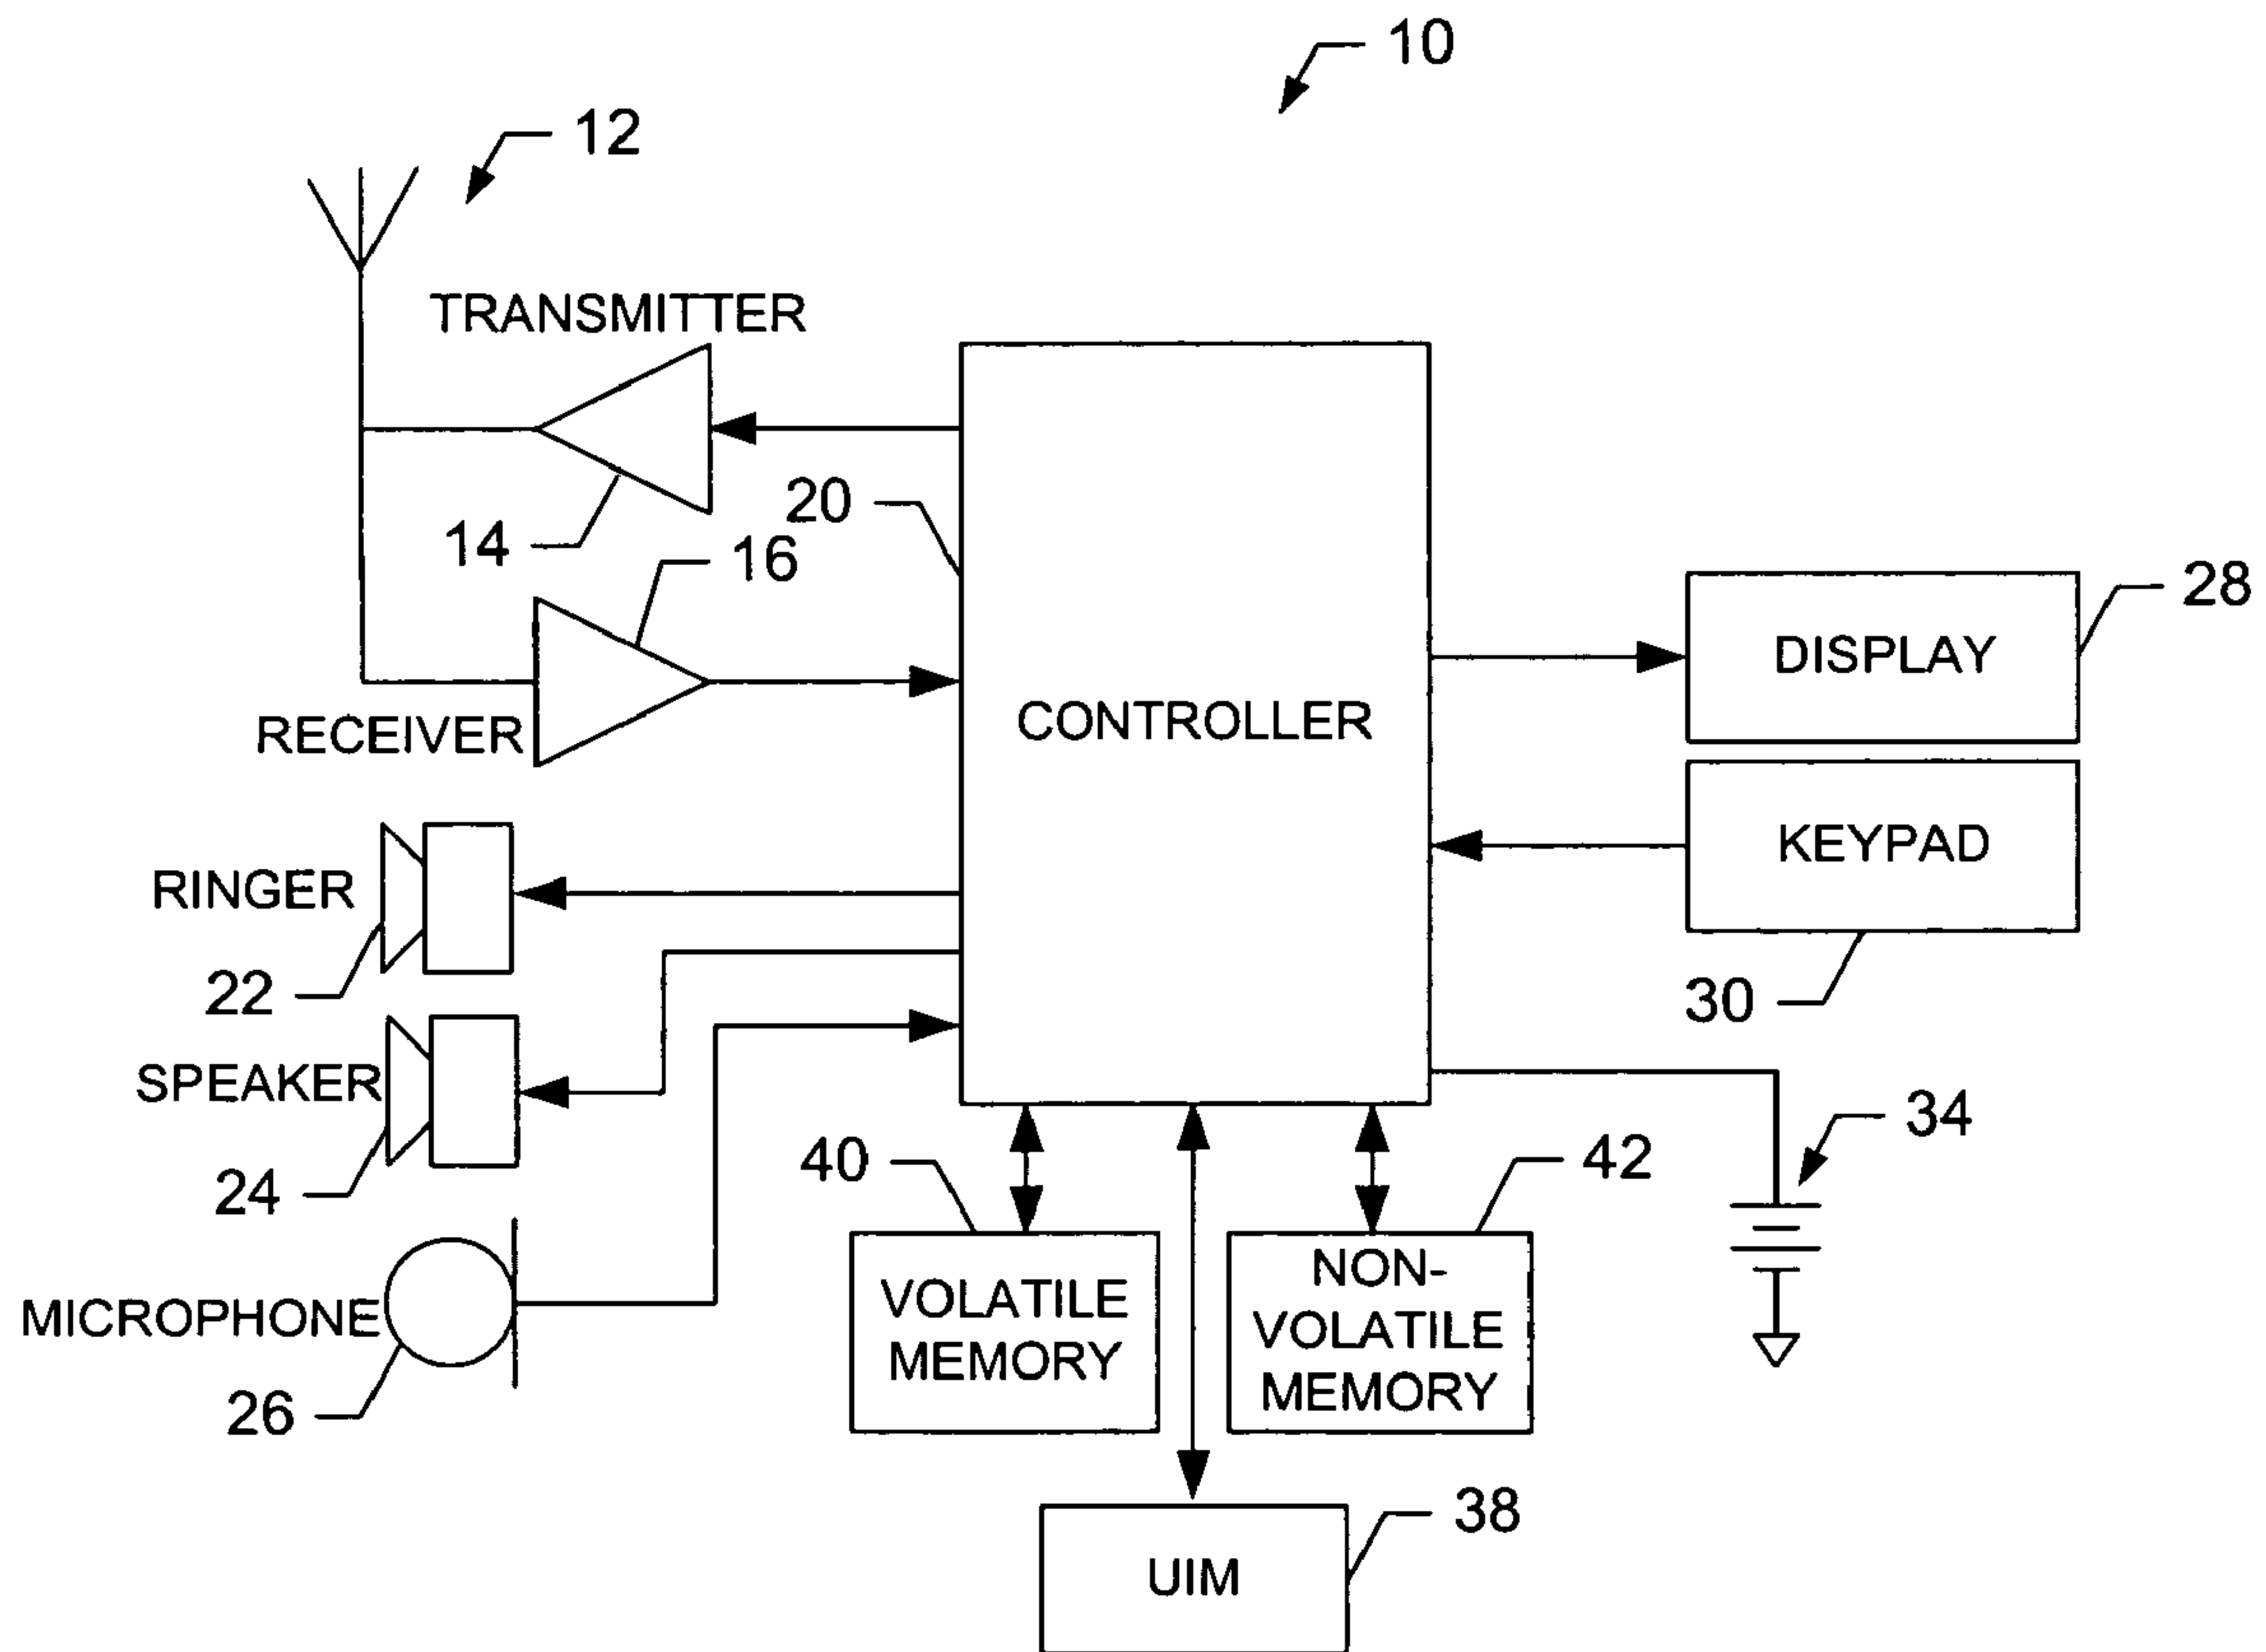 10
12
TRANSMITTER
20
14
16
28
DISPLAY
CONTROLLER
RECEIVER
KEYPAD
RINGER
22
30
SPEAKER
34
40
42
24
NON-
VOLATILE
MEMORY
VOLATILE
MEMORY
MICROPHONE
26
38
UIM